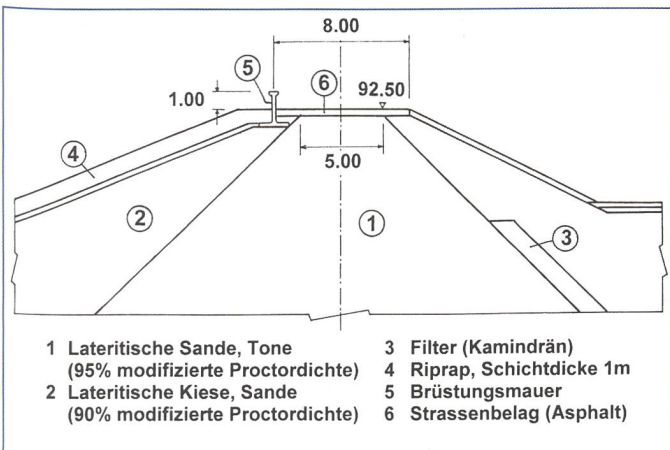 8.00
5
6
92.50
1.00
4
5.00
2
1
3
1 Lateritische Sande, Tone
(95% modifizierte Proctordichte)
2 Lateritische Kiese, Sande
(90% modifizierte Proctordichte)
3 Filter (Kamindrän)
4 Riprap, Schichtdicke 1m
5 Brüstungsmauer
6 Strassenbelag (Asphalt)